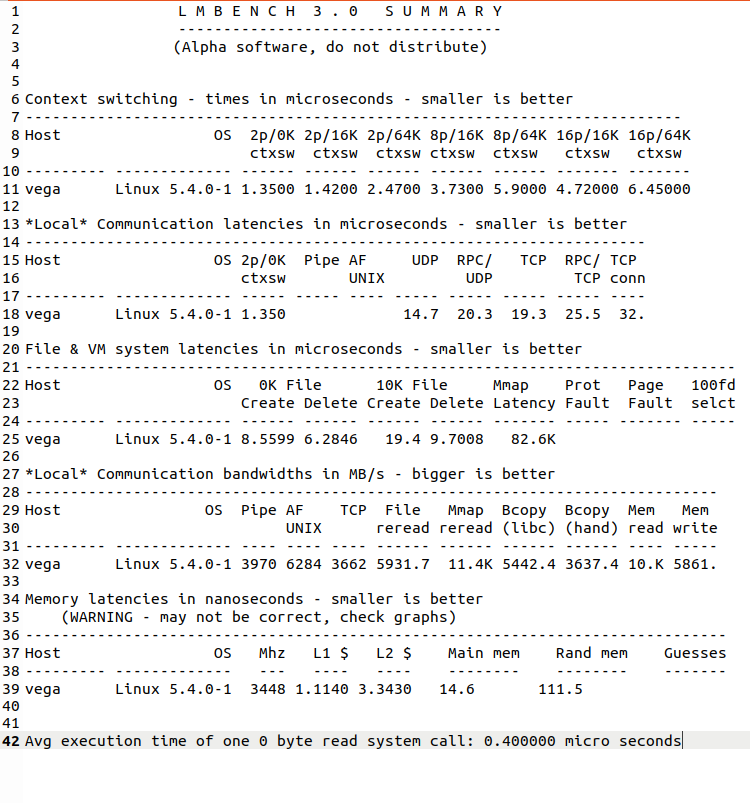 1 L M B E N C H 3 . 0 S U M M A R Y
2 ------------------------------------
3 (Alpha software, do not distribute)
4
5
6 Context switching - times in microseconds - smaller is better
7 -------------------------------------------------------------------------
8 Host OS 2p/0K 2p/16K 2p/64K 8p/16K 8p/64K 16p/16K 16p/64K
9 ctxsw ctxsw ctxsw ctxsw ctxsw ctxsw ctxsw
10 --------- ------------- ------ ------ ------ ------ ------ ------- -------
11 vega Linux 5.4.0-1 1.3500 1.4200 2.4700 3.7300 5.9000 4.72000 6.45000
12
13 *Local* Communication latencies in microseconds - smaller is better
14 ---------------------------------------------------------------------
15 Host OS 2p/0K Pipe AF UDP RPC/ TCP RPC/ TCP
16 ctxsw UNIX UDP TCP conn
17 --------- ------------- ----- ----- ---- ----- ----- ----- ----- ----
18 vega Linux 5.4.0-1 1.350 14.7 20.3 19.3 25.5 32.
19
20 File & VM system latencies in microseconds - smaller is better
21 -------------------------------------------------------------------------------
22 Host OS 0K File 10K File Mmap Prot Page 100fd
23 Create Delete Create Delete Latency Fault Fault selct
24 --------- ------------- ------ ------ ------ ------ ------- ----- ------- -----
25 vega Linux 5.4.0-1 8.5599 6.2846 19.4 9.7008 82.6K
26
27 *Local* Communication bandwidths in MB/s - bigger is better
28 -----------------------------------------------------------------------------
29 Host OS Pipe AF TCP File Mmap Bcopy Bcopy Mem Mem
30 UNIX reread reread (libc) (hand) read write
31 --------- ------------- ---- ---- ---- ------ ------ ------ ------ ---- -----
32 vega Linux 5.4.0-1 3970 6284 3662 5931.7 11.4K 5442.4 3637.4 10.K 5861.
33
34 Memory latencies in nanoseconds - smaller is better
35 (WARNING - may not be correct, check graphs)
36 ------------------------------------------------------------------------------
37 Host OS Mhz L1 $ L2 $ Main mem Rand mem Guesses
38 --------- ------------- --- ---- ---- -------- -------- -------
39 vega Linux 5.4.0-1 3448 1.1140 3.3430 14.6 111.5
40
41
42 Avg execution time of one 0 byte read system call: 0.400000 micro seconds